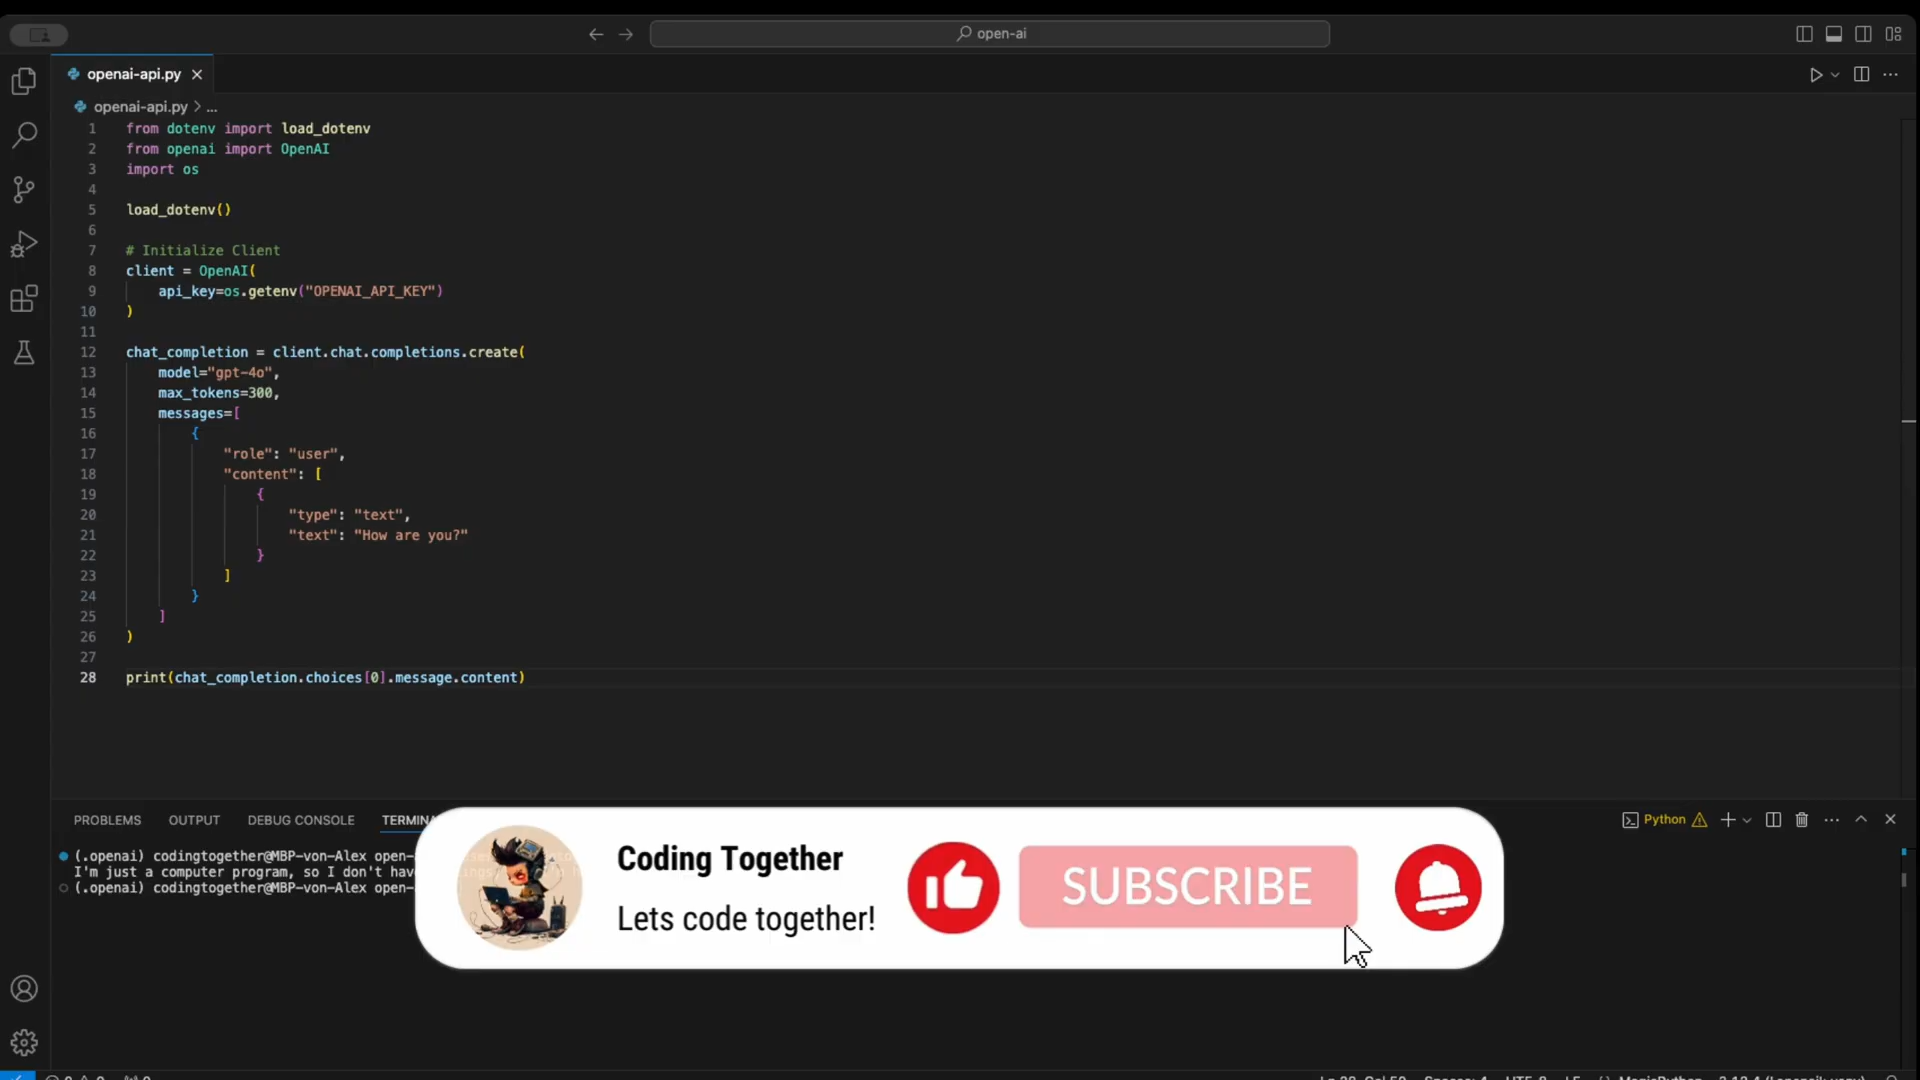 open-ai
openai-api.py
openai-api.py > ...
1 from dotenv import load_dotenv
2 from openai import OpenAI
3 import os
4
5 load_dotenv()
6
7 # Initialize Client
8 client = OpenAI(
9 api_key=os.getenv("OPENAI_API_KEY")
10 )
11
12 chat_completion = client.chat.completions.create(
13 model="gpt-4o",
14 max_tokens=300,
15 messages=[
16 {
17 "role": "user",
18 "content": [
19 {
20 "type": "text",
21 "text": "How are you?"
22 }
23 ]
24 }
25 ]
26 )
27
28 print(chat_completion.choices[0].message.content)
PROBLEMS OUTPUT DEBUG CONSOLE TERMINA Python
(.openai) codingtogether@MBP-von-Alex open-
I'm just a computer program, so I don't have
(.openai) codingtogether@MBP-von-Alex open-
Coding Together
Lets code together!
SUBSCRIBE